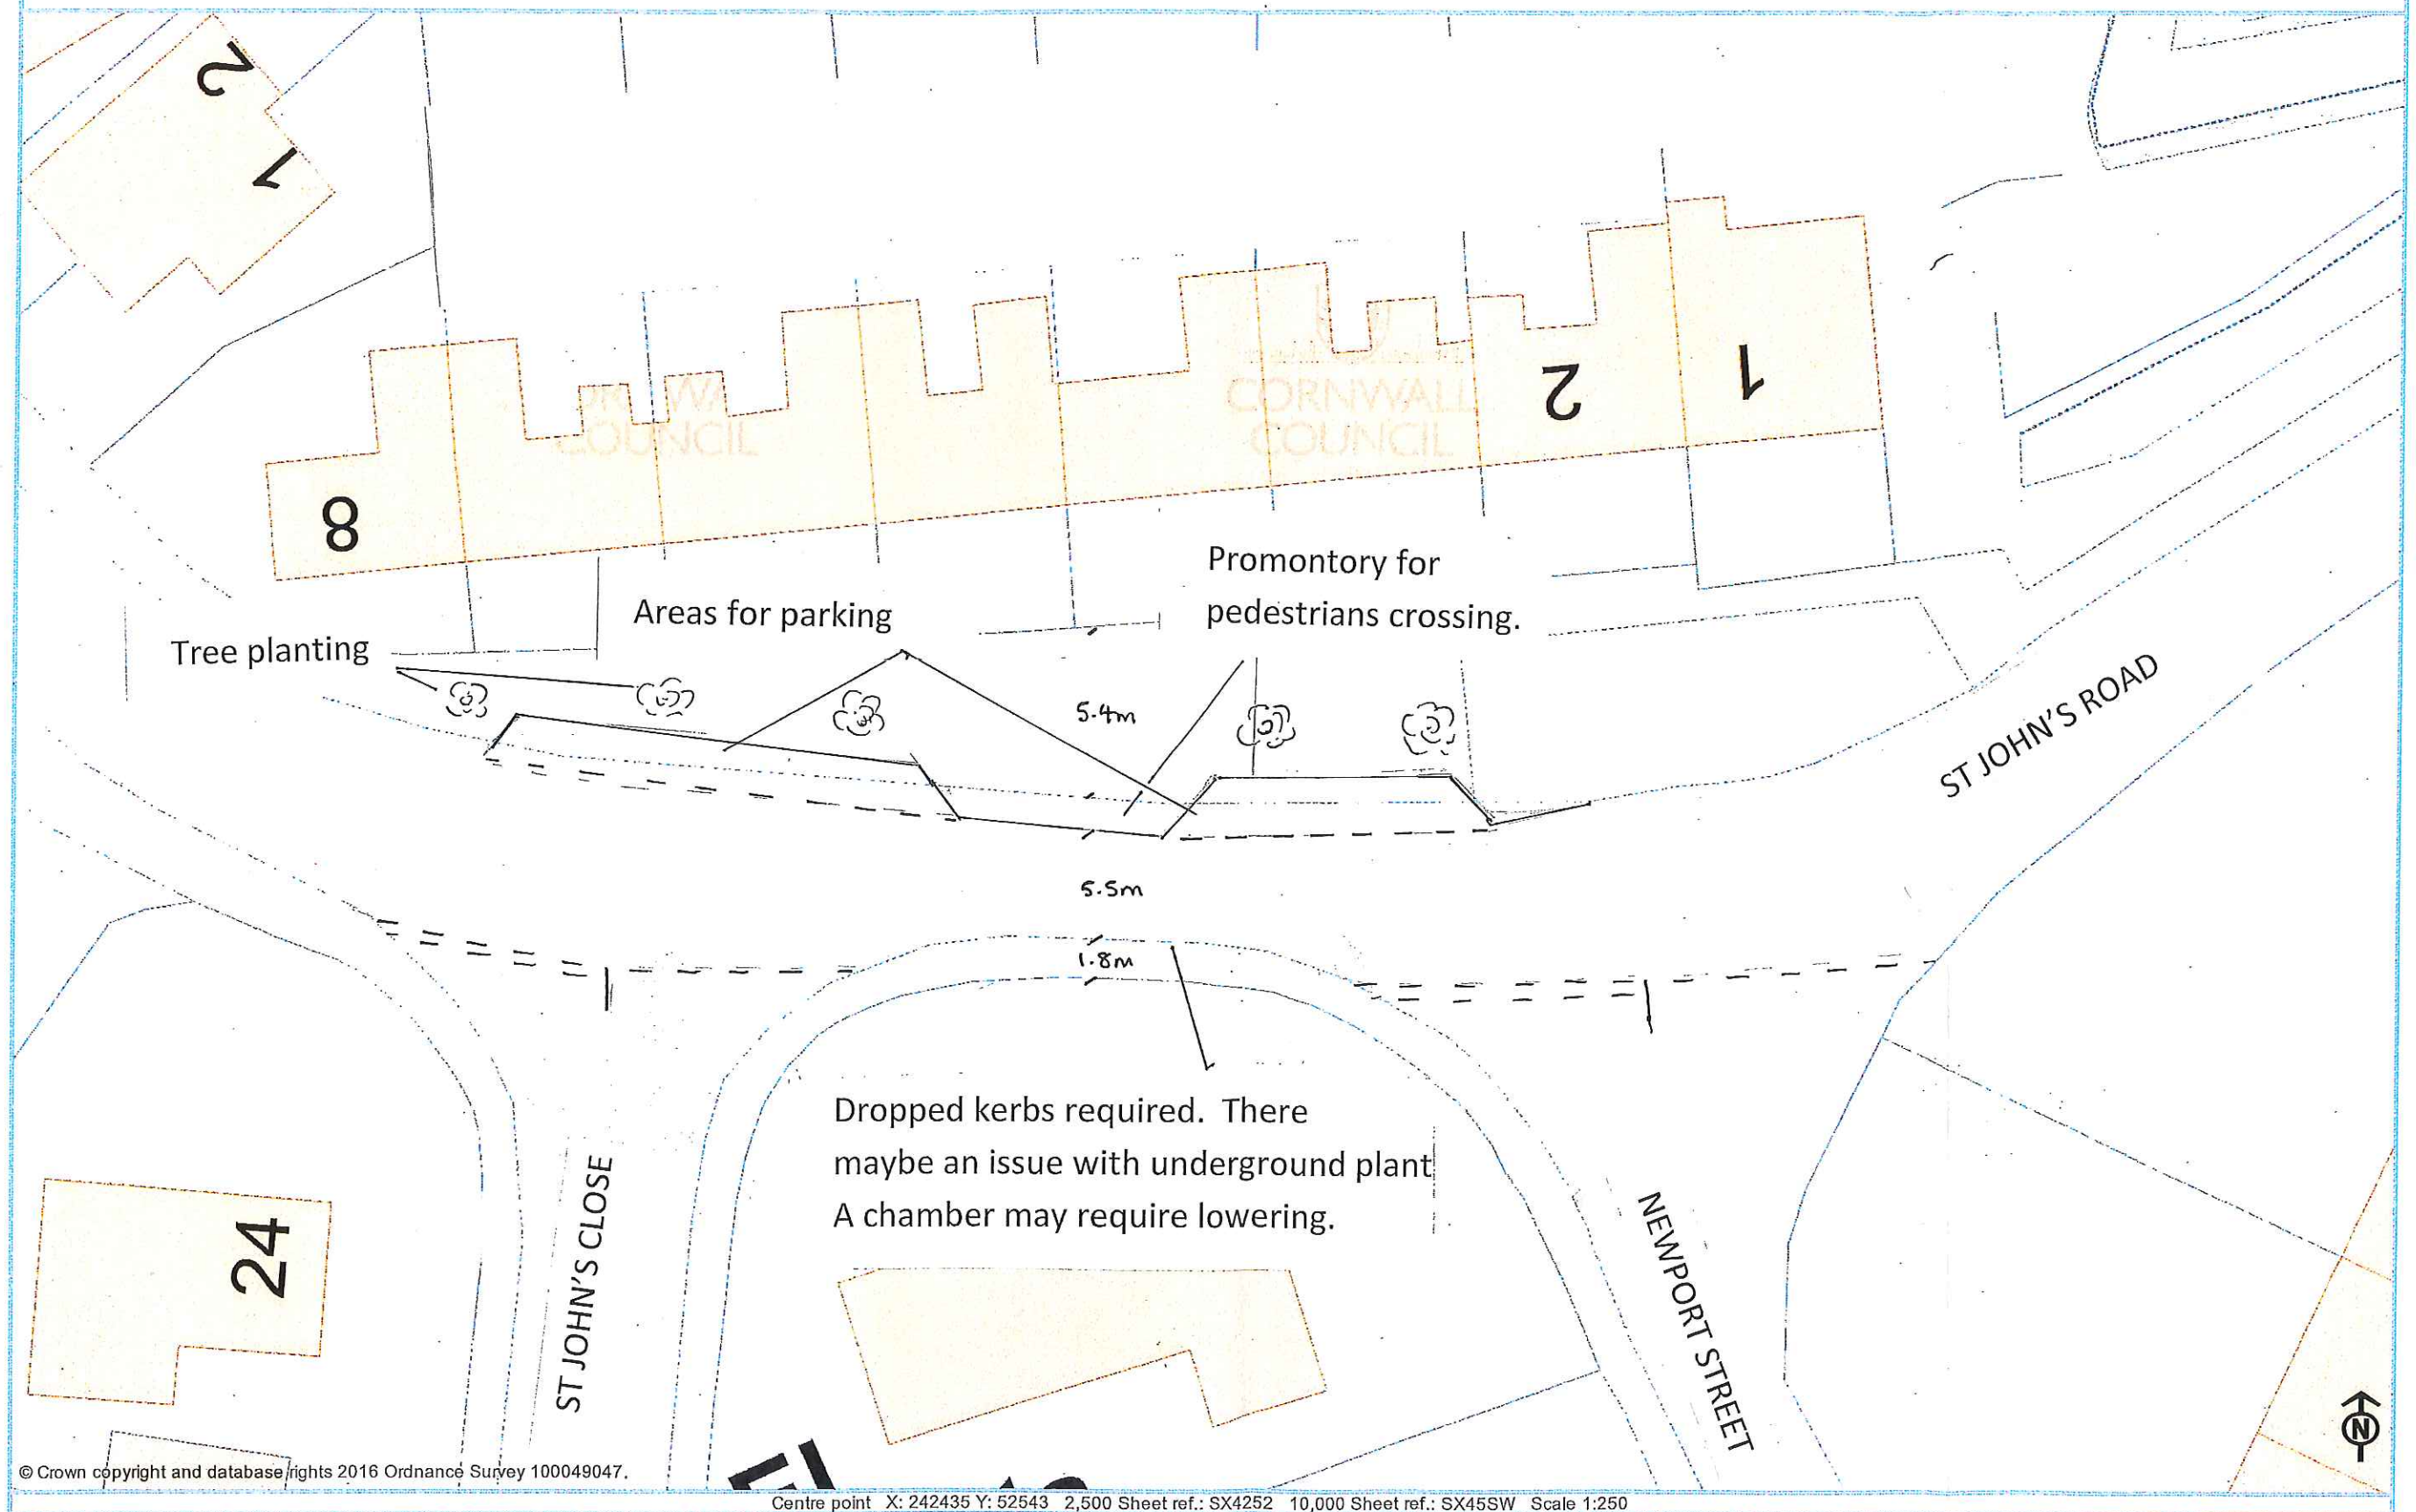 2
1
CORNWALL
COUNCIL
COUNCIL
2
1
8
Promontory for
pedestrians crossing.
Areas for parking
Tree planting
5.4m
ST JOHN'S ROAD
5.5m
1.8m
Dropped kerbs required. There
maybe an issue with underground plant
A chamber may require lowering.
24
ST JOHN'S CLOSE
NEWPORT STREET
N
© Crown copyright and database rights 2016 Ordnance Survey 100049047.
Centre point X: 242435 Y: 52543 2,500 Sheet ref.: SX4252 10,000 Sheet ref.: SX45SW Scale 1:250